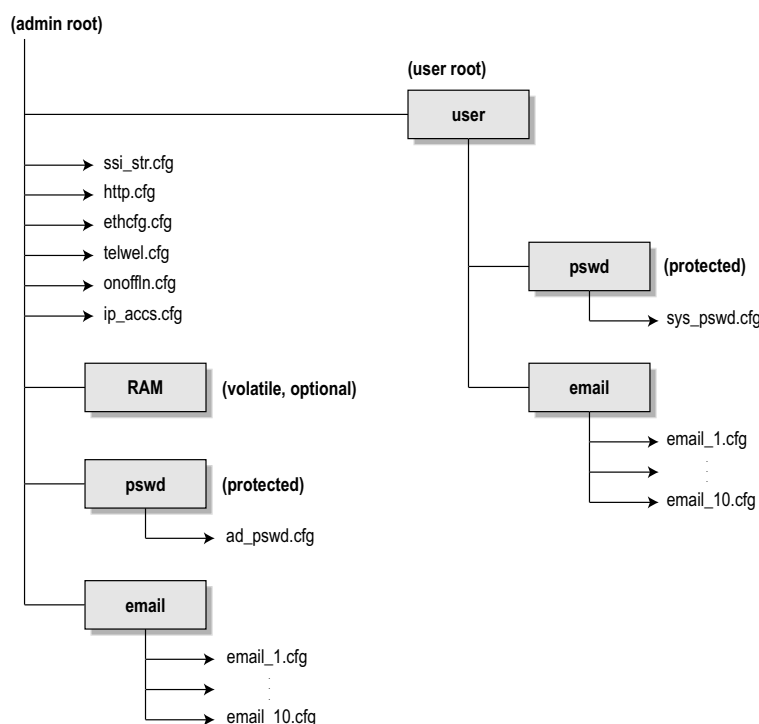 (admin root)
(user root)
user
ssi_str.cfg
http.cfg
ethcfg.cfg
telwel.cfg
onoffln.cfg
ip_accs.cfg
RAM
(volatile, optional)
pswd
(protected)
ad_pswd.cfg
email
email_1.cfg
email_10.cfg
pswd
(protected)
sys_pswd.cfg
email
email_1.cfg
email_10.cfg